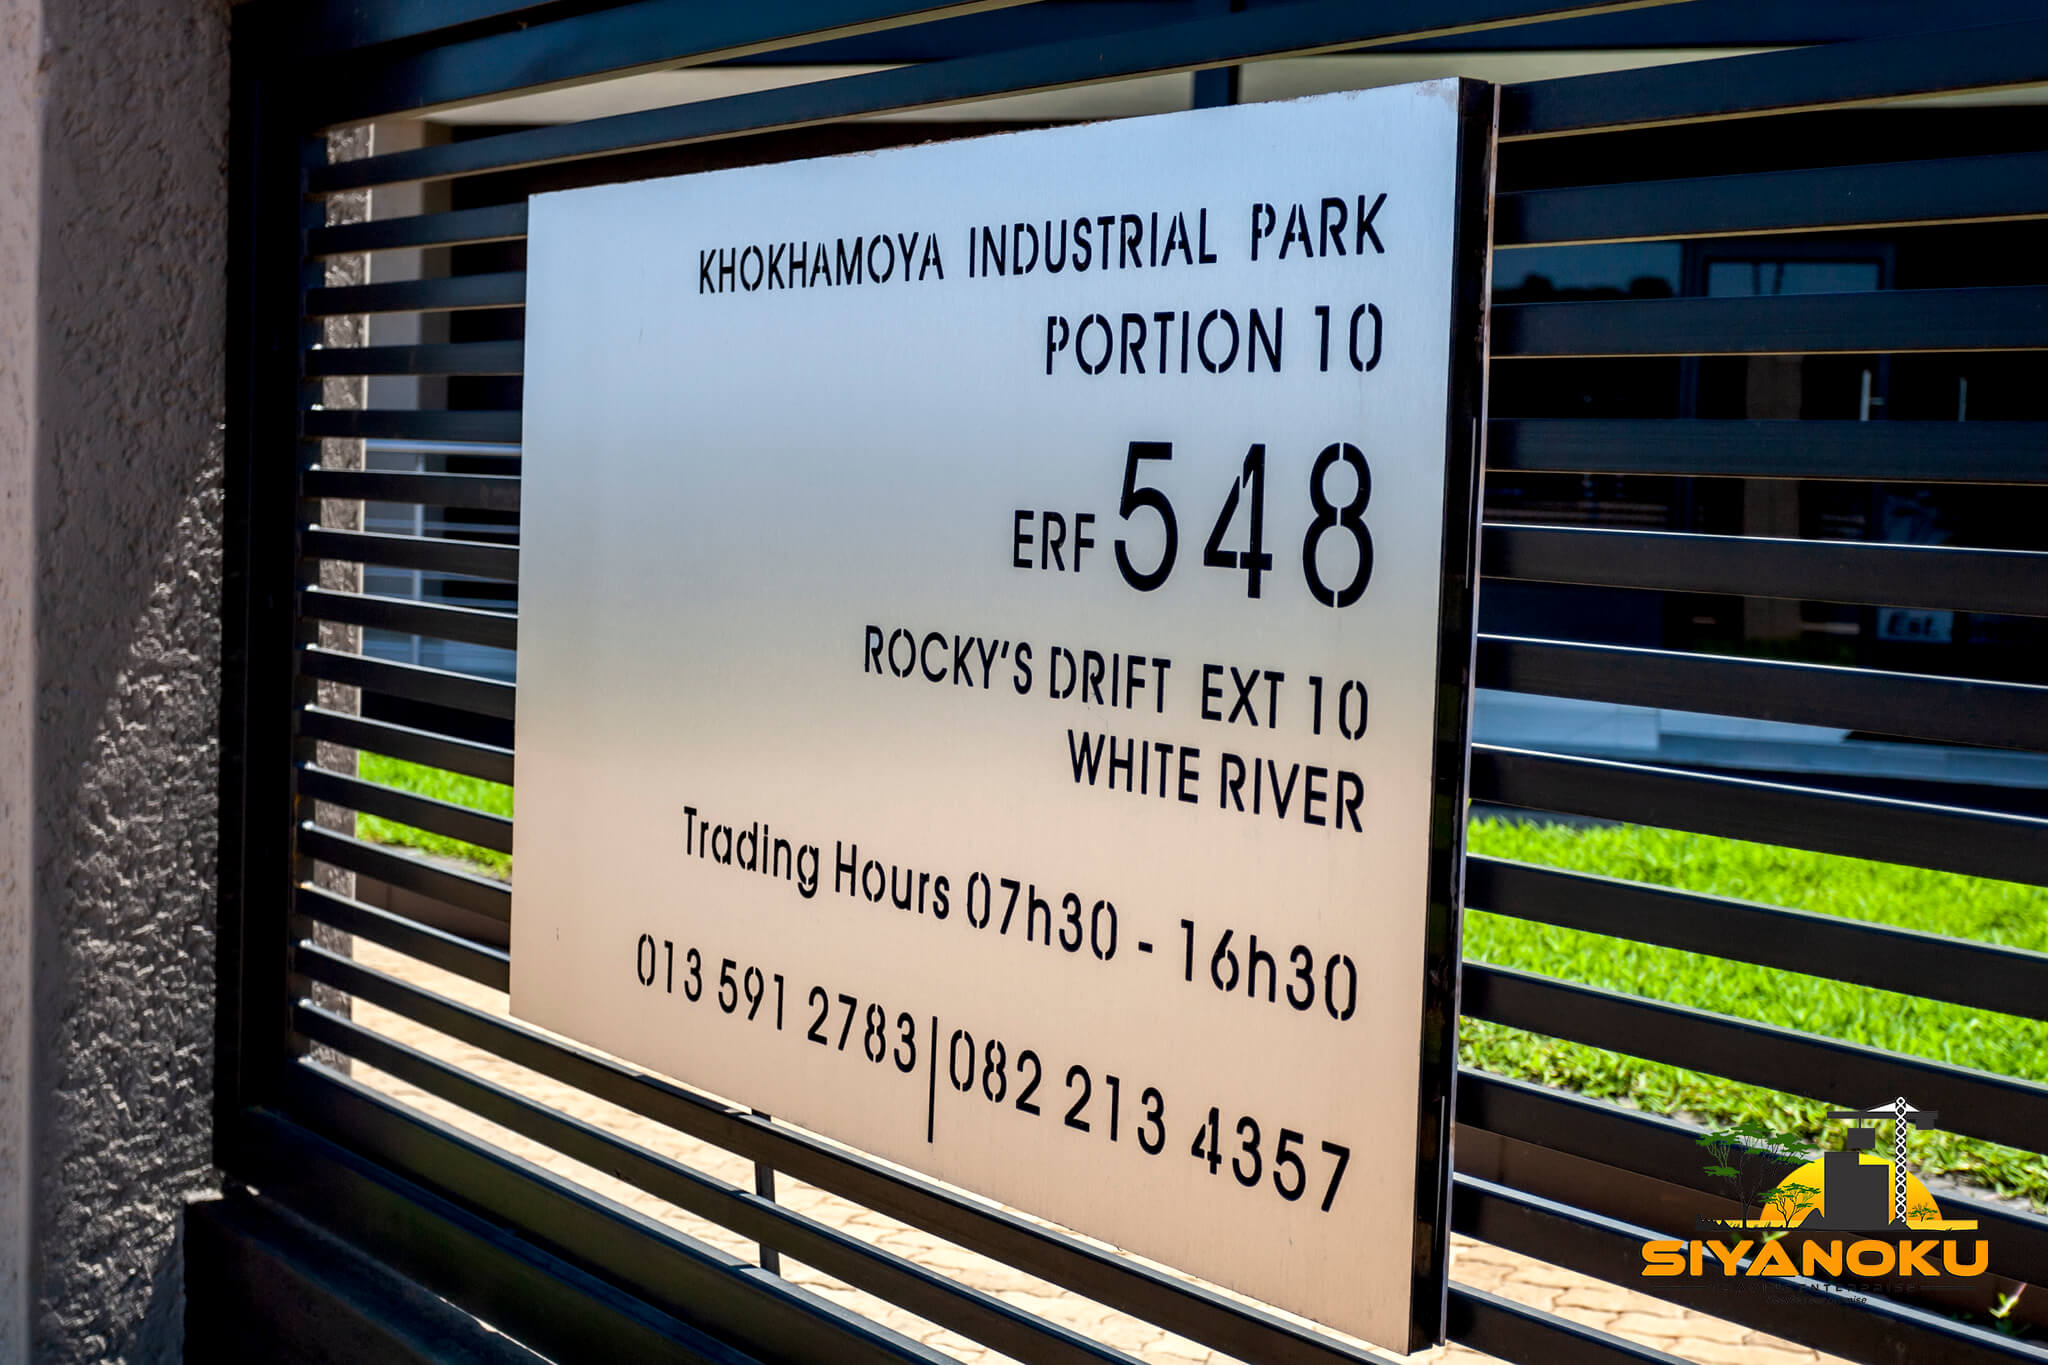 KHOKHAMOYA INDUSTRIAL PARK
PORTION 10
ERF 548
ROCKY'S DRIFT EXT 10
WHITE RIVER
Trading Hours 07h30 - 16h30
013 591 2783|082 213 4357
SIYANOKU